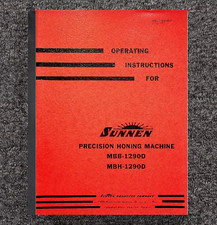 OPERATING
INSTRUCTIONS
FOR
SUNNEN
PRECISION HONING MACHINE
MBB-1290D
MBH-1290D